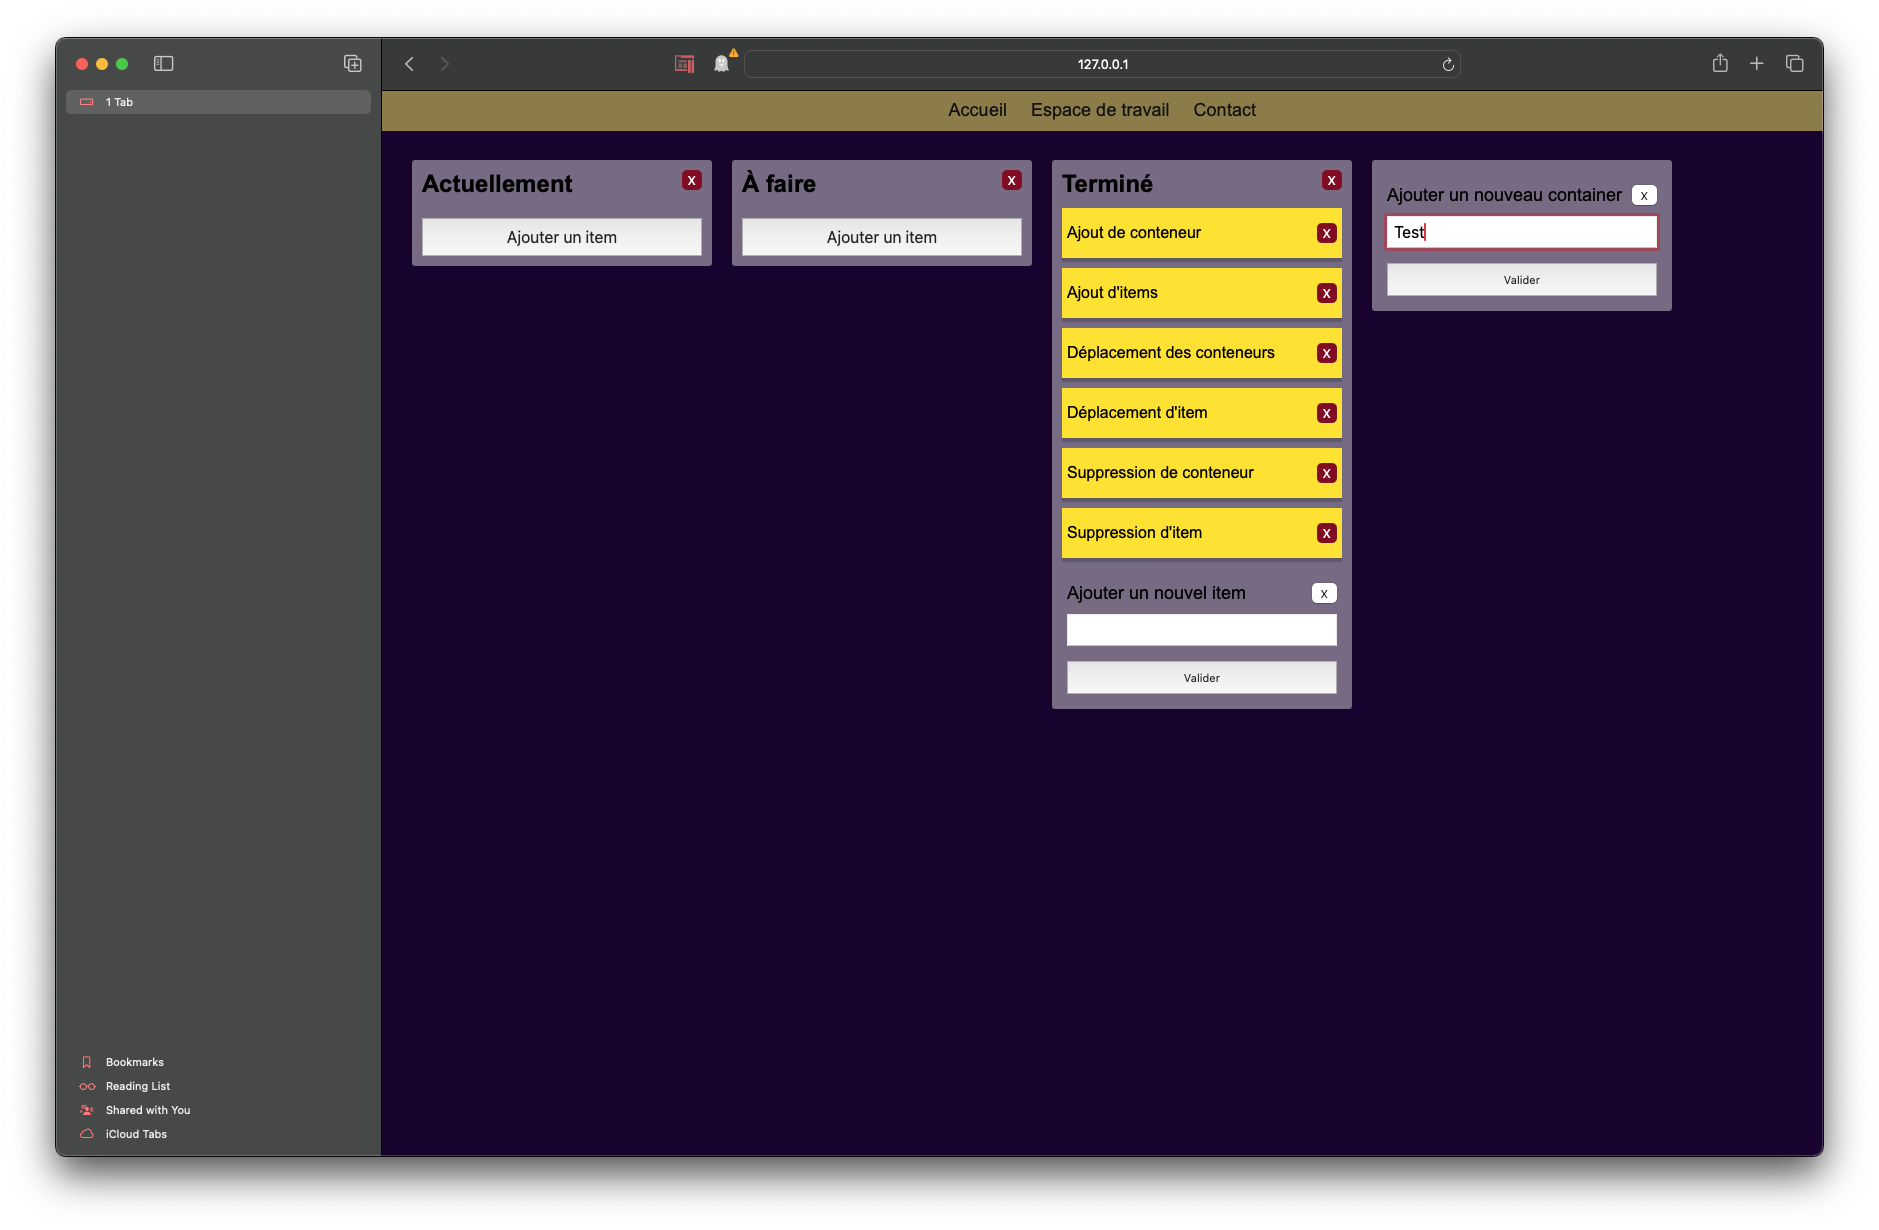 127.0.0.1
1 Tab
Accueil Espace de travail Contact
Actuellement X
Ajouter un item
À faire X
Ajouter un item
Terminé X
Ajout de conteneur X
Ajout d'items X
Déplacement des conteneurs X
Déplacement d'item X
Suppression de conteneur X
Suppression d'item X
Ajouter un nouvel item x
Valider
Ajouter un nouveau container x
Test
Valider
Bookmarks
Reading List
Shared with You
iCloud Tabs